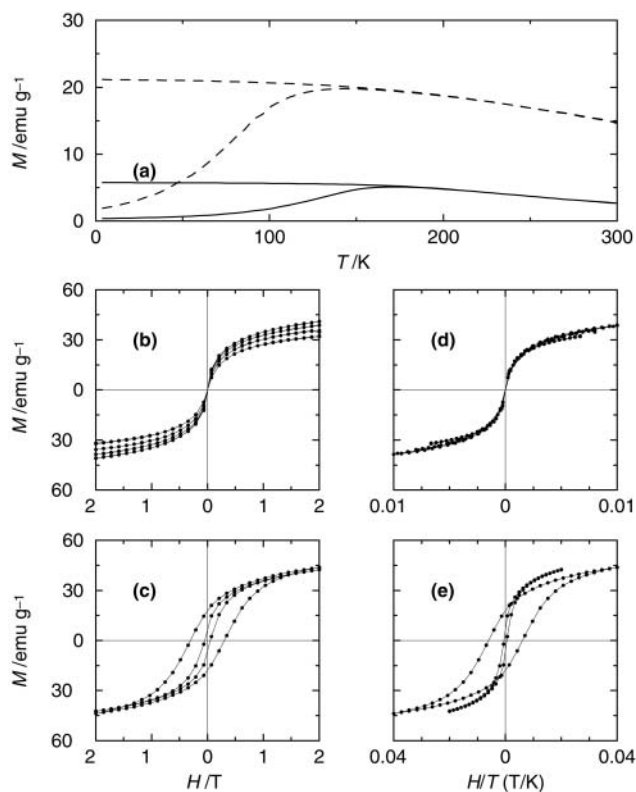 30
20
10
0
M /emu g⁻¹
(a)
0 100 200 300
T /K
60
30
0
30
60
M /emu g⁻¹
(b)
2 1 0 1 2
(d)
0.01 0 0.01
60
30
0
30
60
M /emu g⁻¹
(c)
2 1 0 1 2
H /T
(e)
0.04 0 0.04
H/T (T/K)